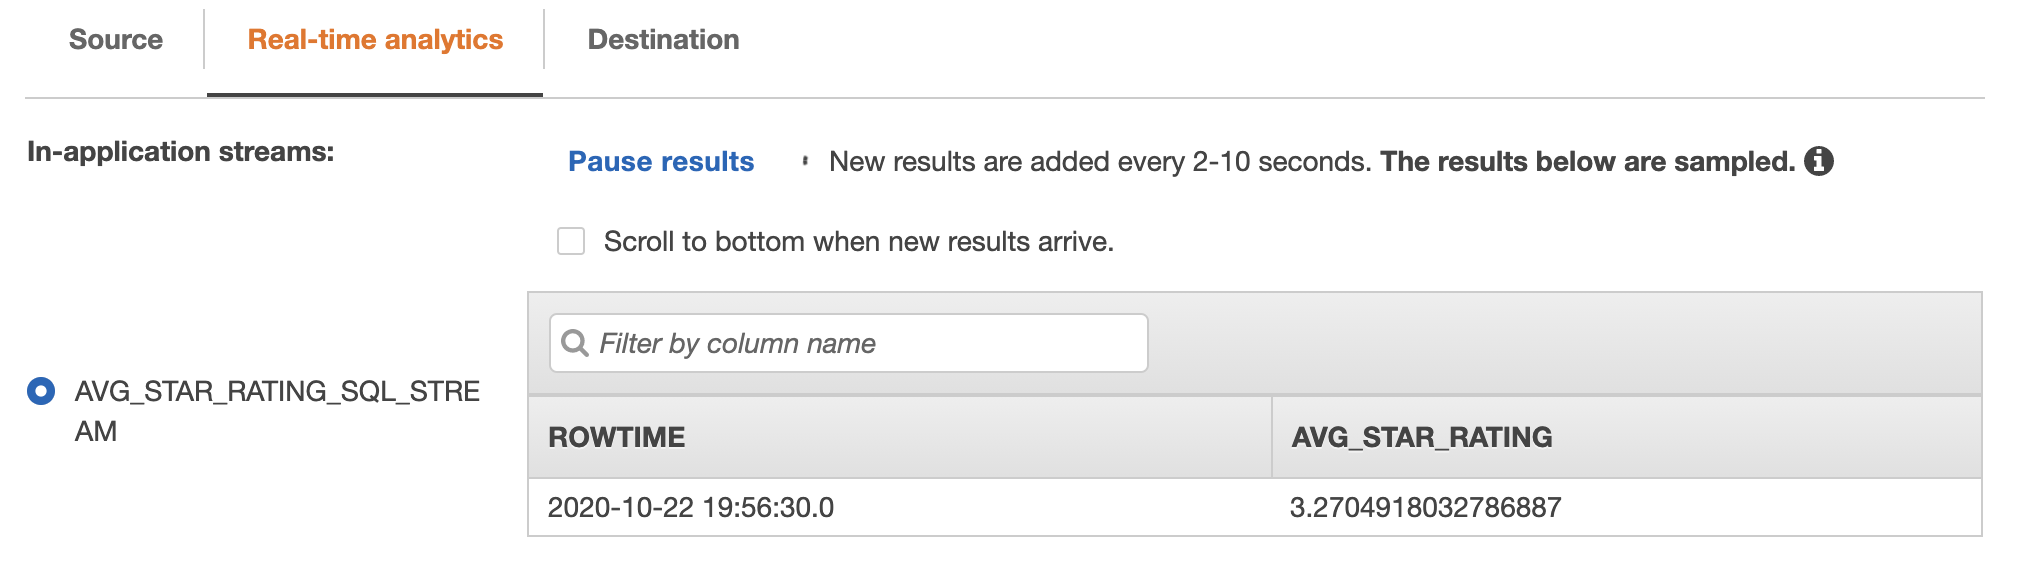 Source
Real-time analytics
Destination
In-application streams:
Pause results
New results are added every 2-10 seconds. The results below are sampled.
Scroll to bottom when new results arrive.
Filter by column name
AVG_STAR_RATING_SQL_STRE
AM
ROWTIME
AVG_STAR_RATING
2020-10-22 19:56:30.0
3.2704918032786887